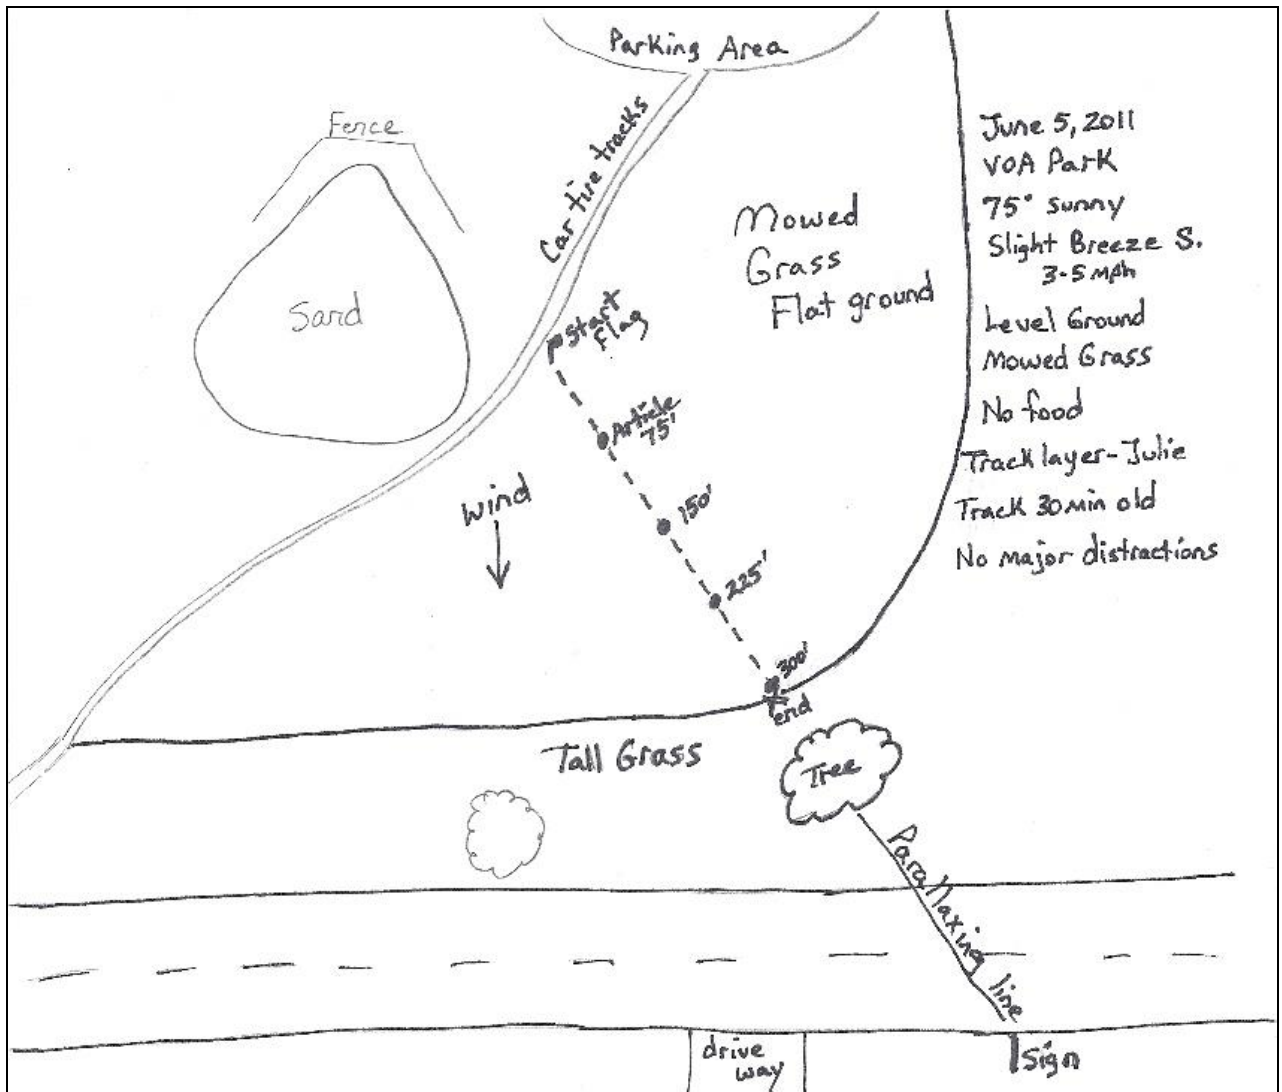 Parking Area
Fence
Car tire tracks
Sand
Mowed
Grass
Flat ground
June 5, 2011
VOA Park
75° Sunny
Slight Breeze S.
3-5 mph
Level Ground
Mowed Grass
No food
Track layer-Julie
Track 30 min old
No major distractions
Start
flag
Article
75'
Wind
150'
225'
300'
end
Tall Grass
Tree
Parallaxing line
drive
way
Sign